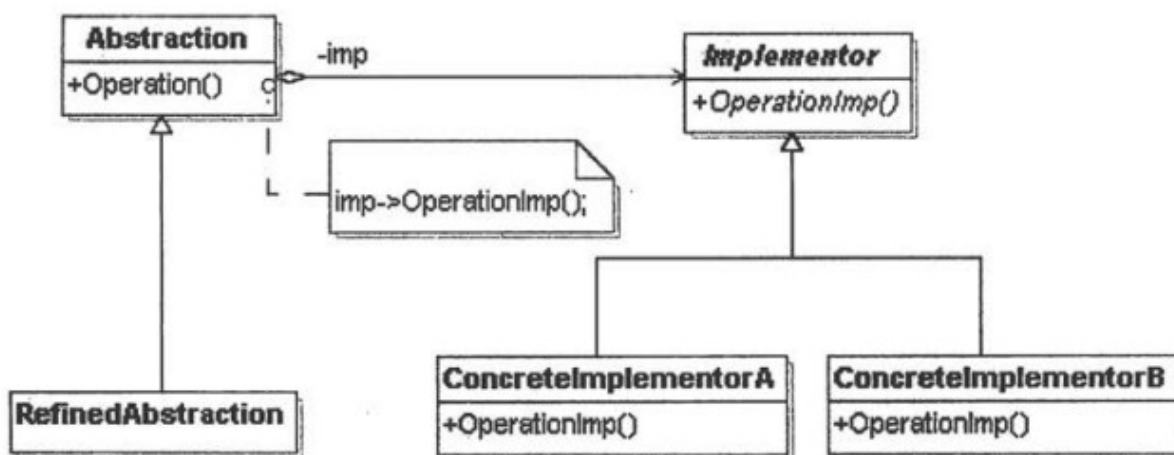 Abstraction
+Operation()
-imp
Implementor
+OperationImp()
imp->OperationImp();
RefinedAbstraction
ConcreteImplementorA
+OperationImp()
ConcreteImplementorB
+OperationImp()